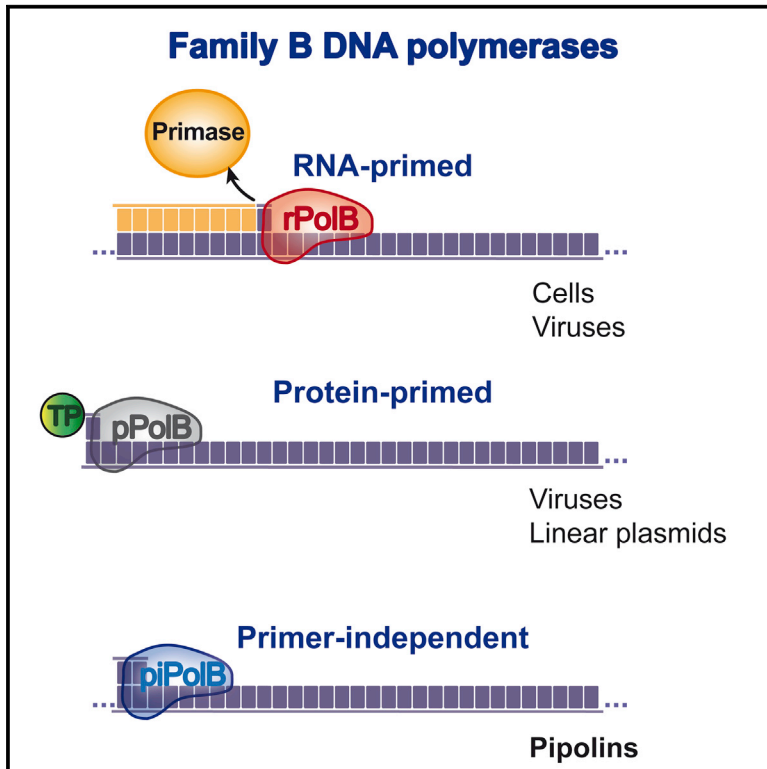 Family B DNA polymerases
Primase
RNA-primed
rPolB
...
...
Cells
Viruses
Protein-primed
TP
pPolB
...
Viruses
Linear plasmids
Primer-independent
piPolB
...
...
Pipolins